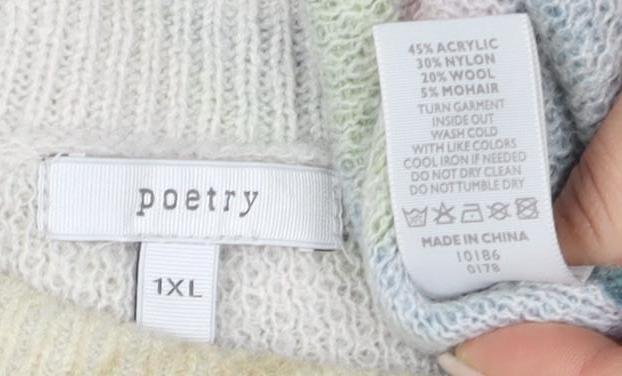 poetry
1XL
45% ACRYLIC
30% NYLON
20% WOOL
5% MOHAIR
TURN GARMENT
INSIDE OUT
WASH COLD
WITH LIKE COLORS
COOL IRON IF NEEDED
DO NOT DRY CLEAN
DO NOT TUMBLE DRY
MADE IN CHINA
10186
0178